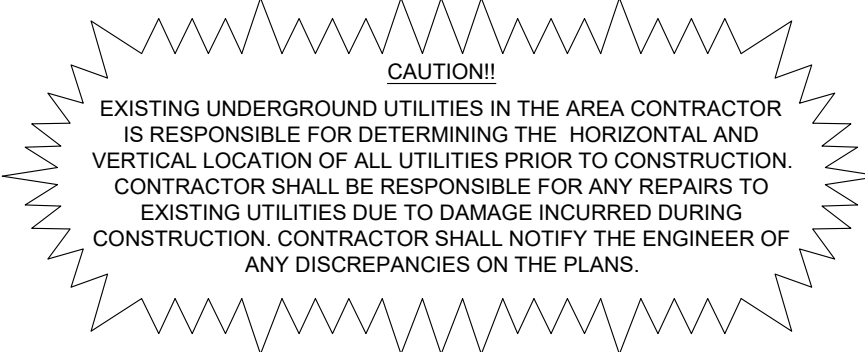 CAUTION!!
EXISTING UNDERGROUND UTILITIES IN THE AREA CONTRACTOR
IS RESPONSIBLE FOR DETERMINING THE HORIZONTAL AND
VERTICAL LOCATION OF ALL UTILITIES PRIOR TO CONSTRUCTION.
CONTRACTOR SHALL BE RESPONSIBLE FOR ANY REPAIRS TO
EXISTING UTILITIES DUE TO DAMAGE INCURRED DURING
CONSTRUCTION. CONTRACTOR SHALL NOTIFY THE ENGINEER OF
ANY DISCREPANCIES ON THE PLANS.